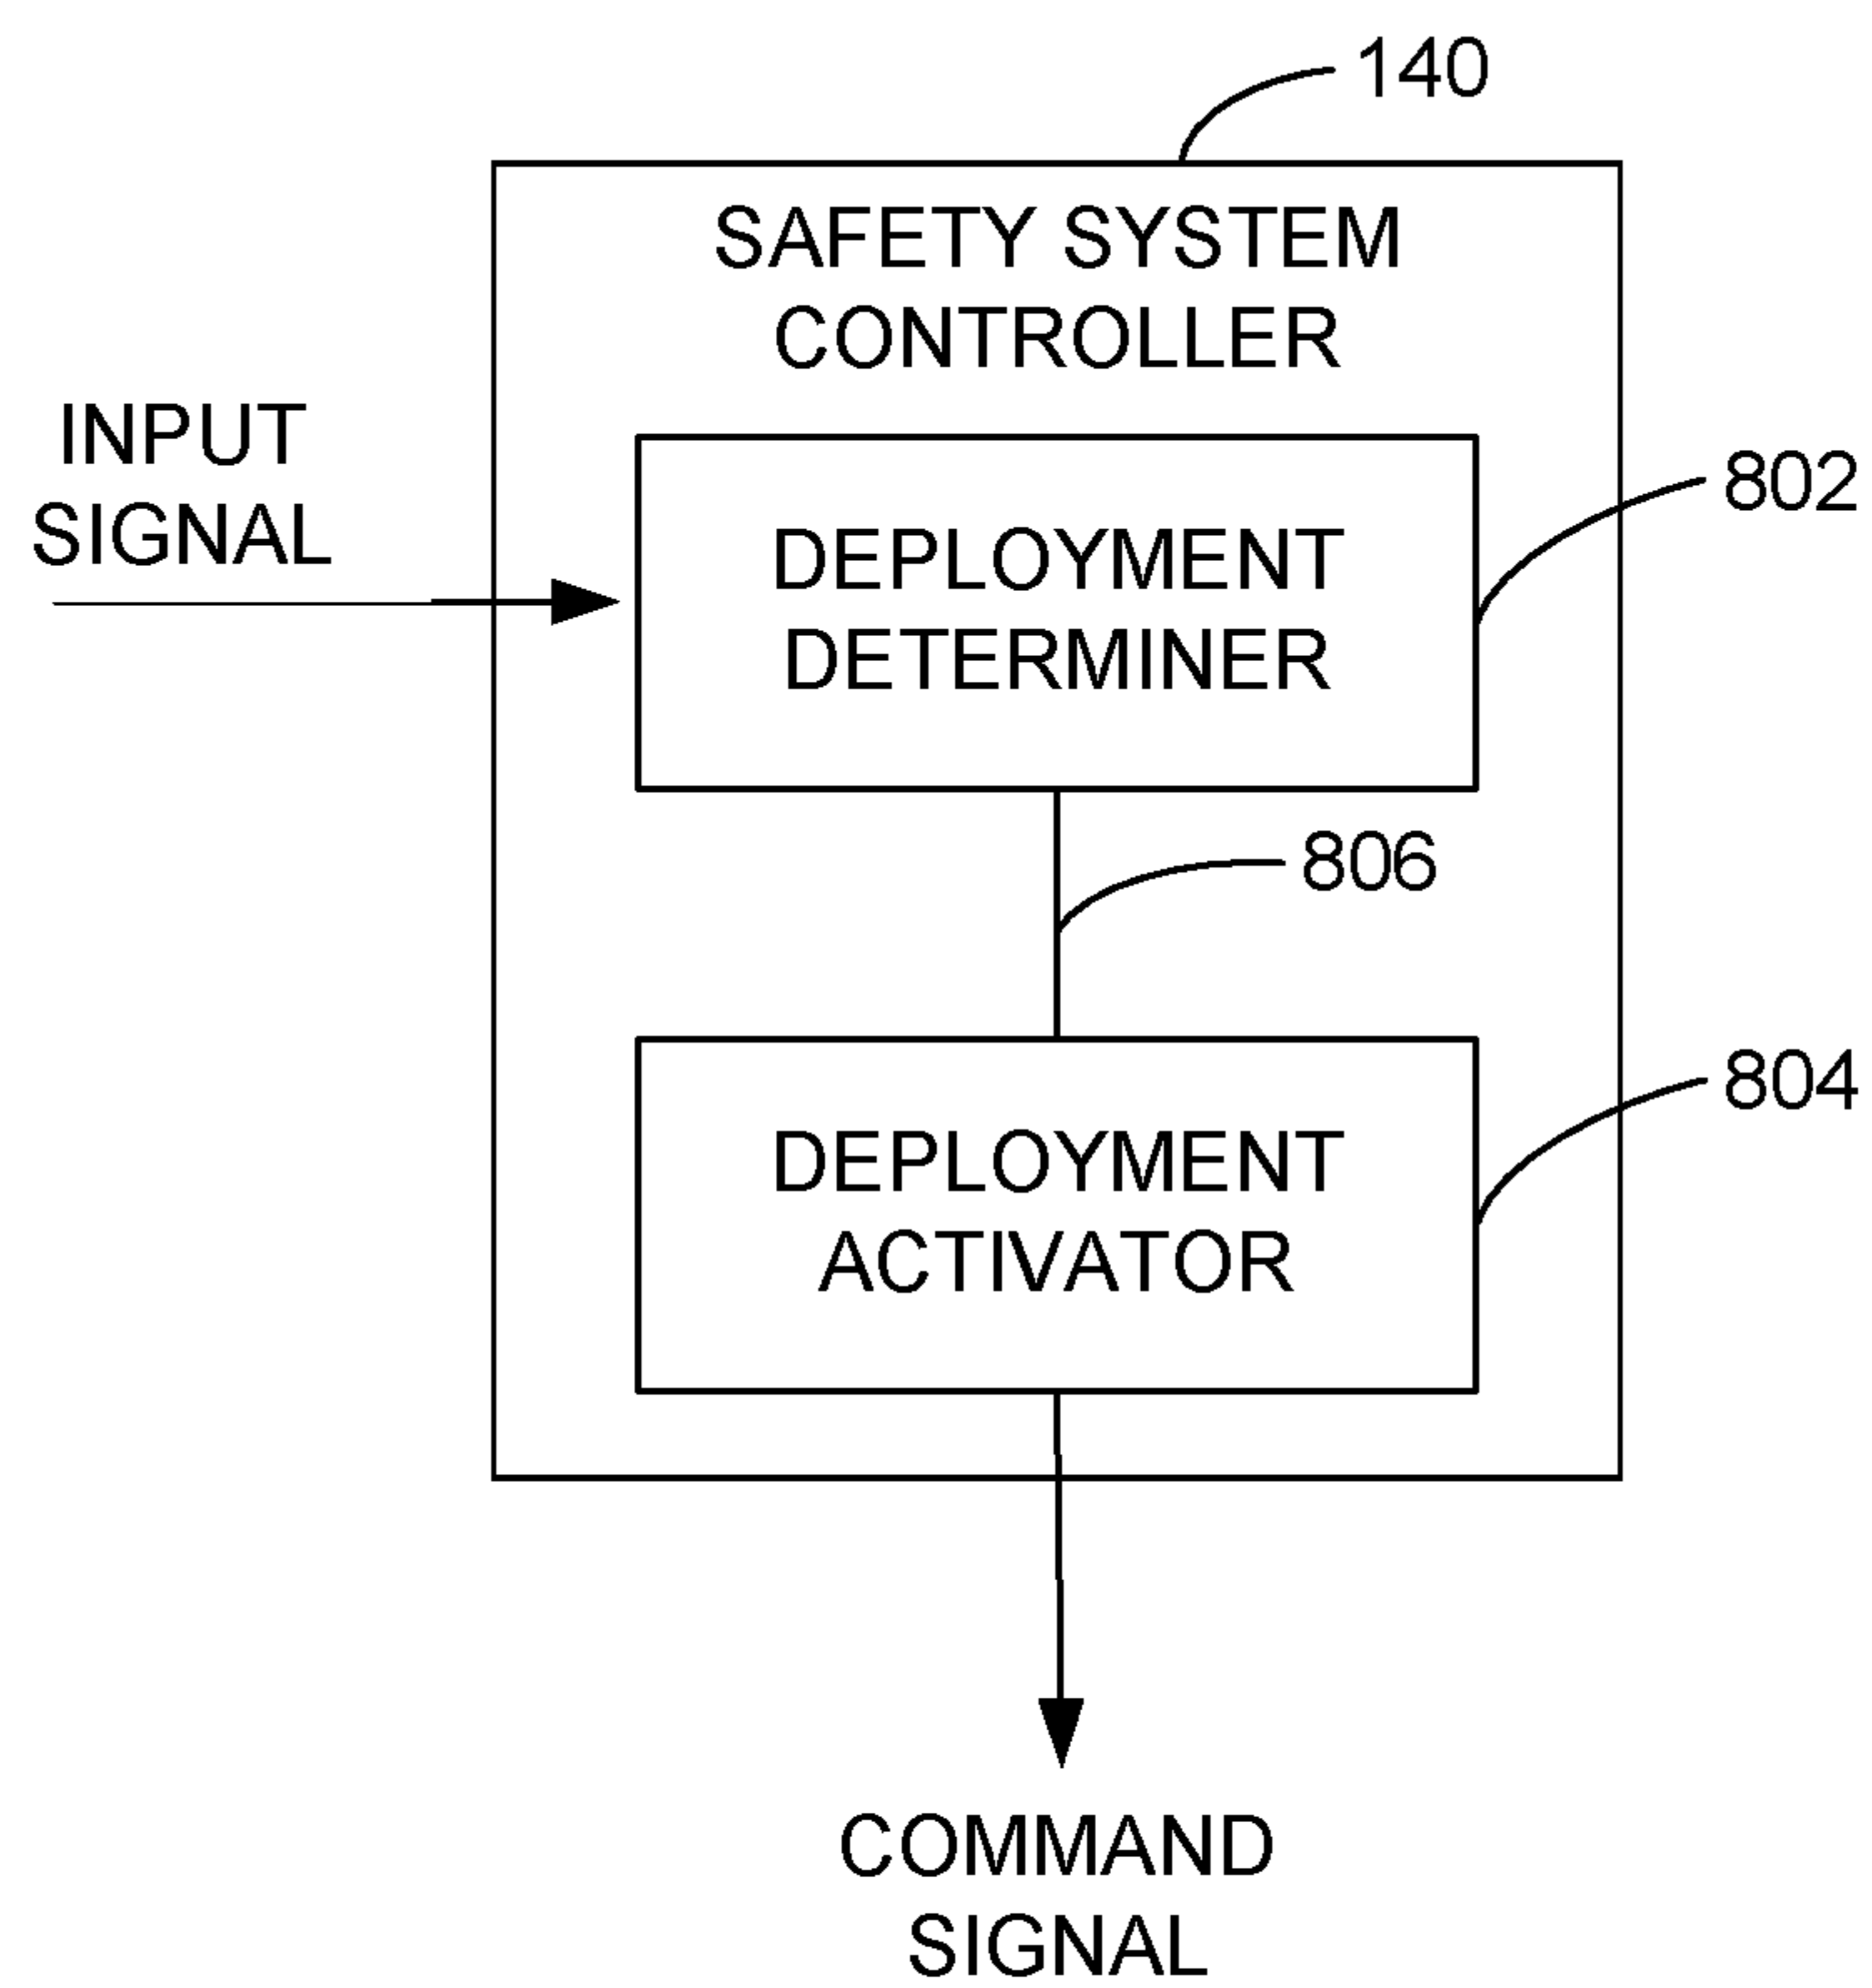 140
SAFETY SYSTEM
CONTROLLER
INPUT
SIGNAL
802
DEPLOYMENT
DETERMINER
806
804
DEPLOYMENT
ACTIVATOR
COMMAND
SIGNAL